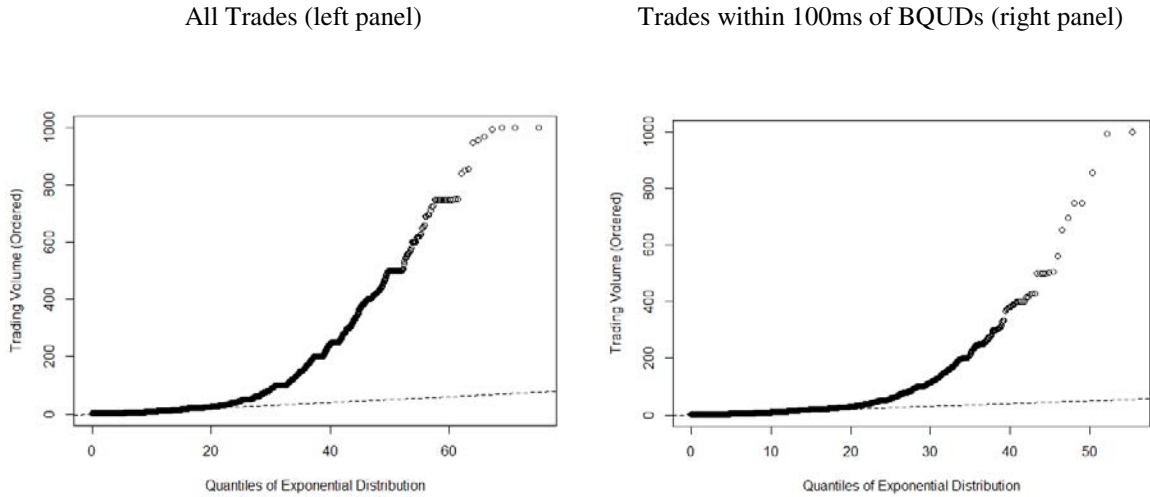 All Trades (left panel)
Trades within 100ms of BQUDs (right panel)
Trading Volume (Ordered)
1000
800
600
400
200
0
0 20 40 60
Quantiles of Exponential Distribution
Trading Volume (Ordered)
1000
800
600
400
200
0
0 10 20 30 40 50
Quantiles of Exponential Distribution